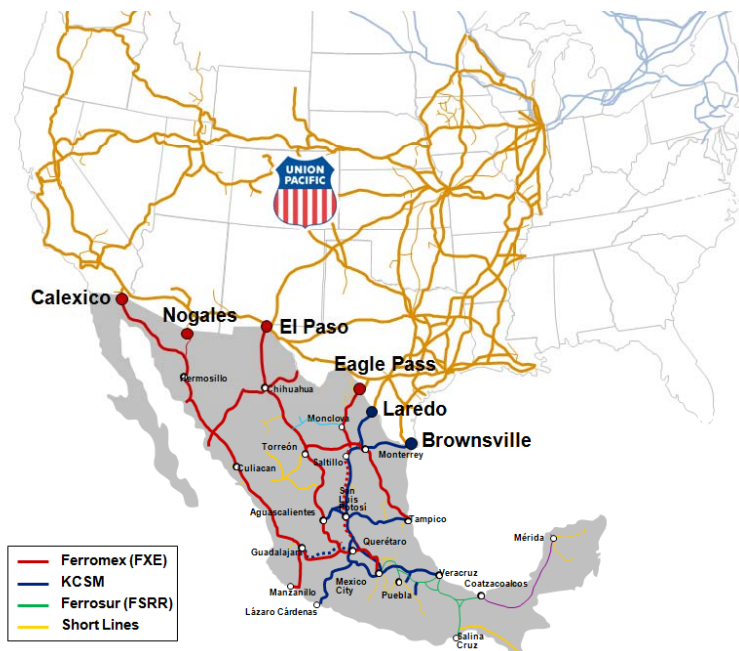 UNION
PACIFIC
Calexico
Nogales
El Paso
Eagle Pass
Hermosillo
Chihuahua
Laredo
Monclova
Brownsville
Torreón
Saltillo
Monterrey
Culiacan
San
Luis
Potosí
Aguascalientes
Tampico
Querétaro
Mérida
Guadalajara
Veracruz
Mexico
City
Coatzacoalcos
Puebla
Manzanillo
Lázaro Cárdenas
Salina
Cruz
Ferromex (FXE)
KCSM
Ferrosur (FSRR)
Short Lines